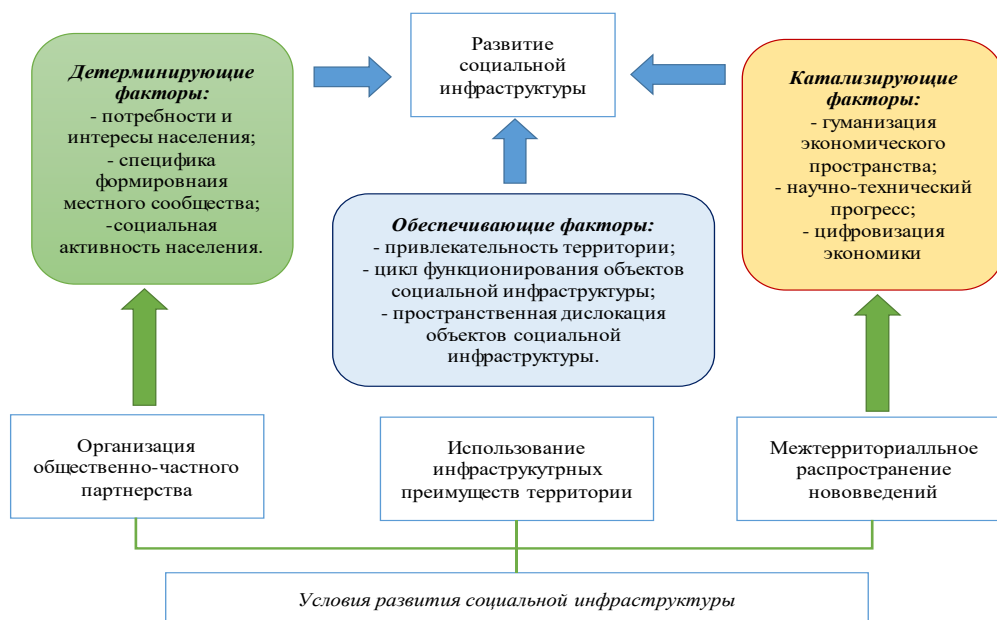 Развитие
социальной
инфраструктуры
Детерминирующие
факторы:
- потребности и
интересы населения;
- специфика
формировнаия
местного сообщества;
-социальная
активность населения.
Обеспечивающие факторы:
- привлекательность территории;
- цикл функционирования объектов
социальной инфраструктуры;
- пространственная дислокация
объектов социальной
инфраструктуры.
Катализирующие
факторы:
- гуманизация
экономического
пространства;
- научно-технический
прогресс;
- цифровизация
экономики
Организация
общественно-частного
партнерства
Использование
инфраструкутрных
преимуществ территории
Межтерриториалльное
распространение
нововведений
Условия развития социальной инфраструктуры